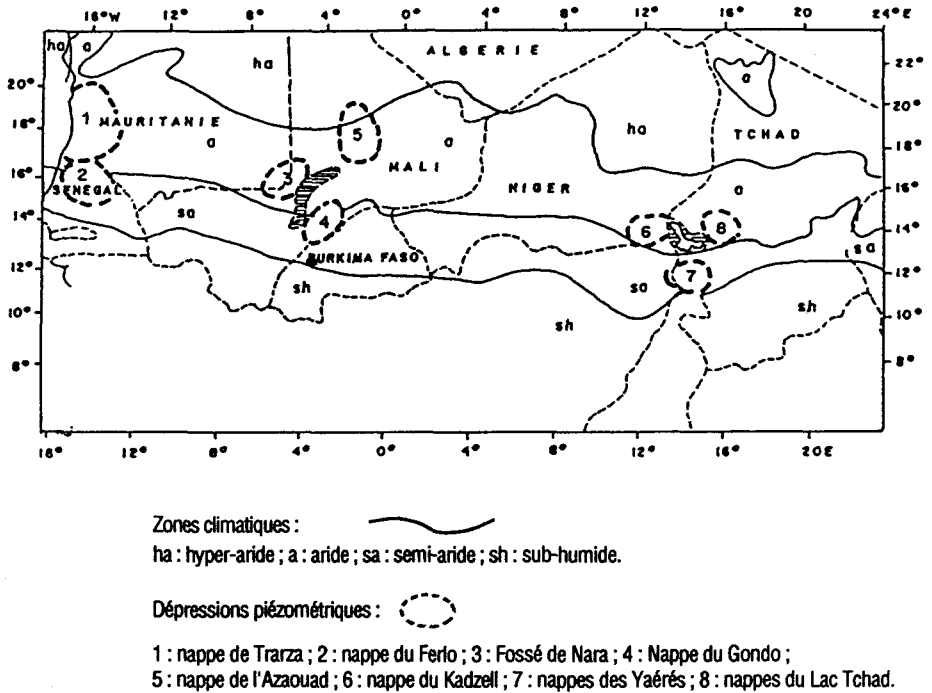 16°W 12° 8° 4° 0° 4° 8° 12° 16° 20° 24°E
ha a ALGERIE 22°
20° ha a 20°
1 MAURITANIE 5 a ha TCHAD
18° a MALI 18°
16° 2 3 NIGER a 16°
SENEGAL
14° sa 4 6 8 14°
sa
12° BURKIMA FASO 7 12°
sh sa
10° sh sh 10°
8° 8°
16° 12° 8° 4° 0° 4° 8° 12° 16° 20E
Zones climatiques :
ha : hyper-aride ; a : aride ; sa : semi-aride ; sh : sub-humide.
Dépressions piézométriques :
1 : nappe de Trarza ; 2 : nappe du Ferlo ; 3 : Fossé de Nara ; 4 : Nappe du Gondo ;
5 : nappe de l'Azaouad ; 6 : nappe du Kadzell ; 7 : nappes des Yaérés ; 8 : nappes du Lac Tchad.